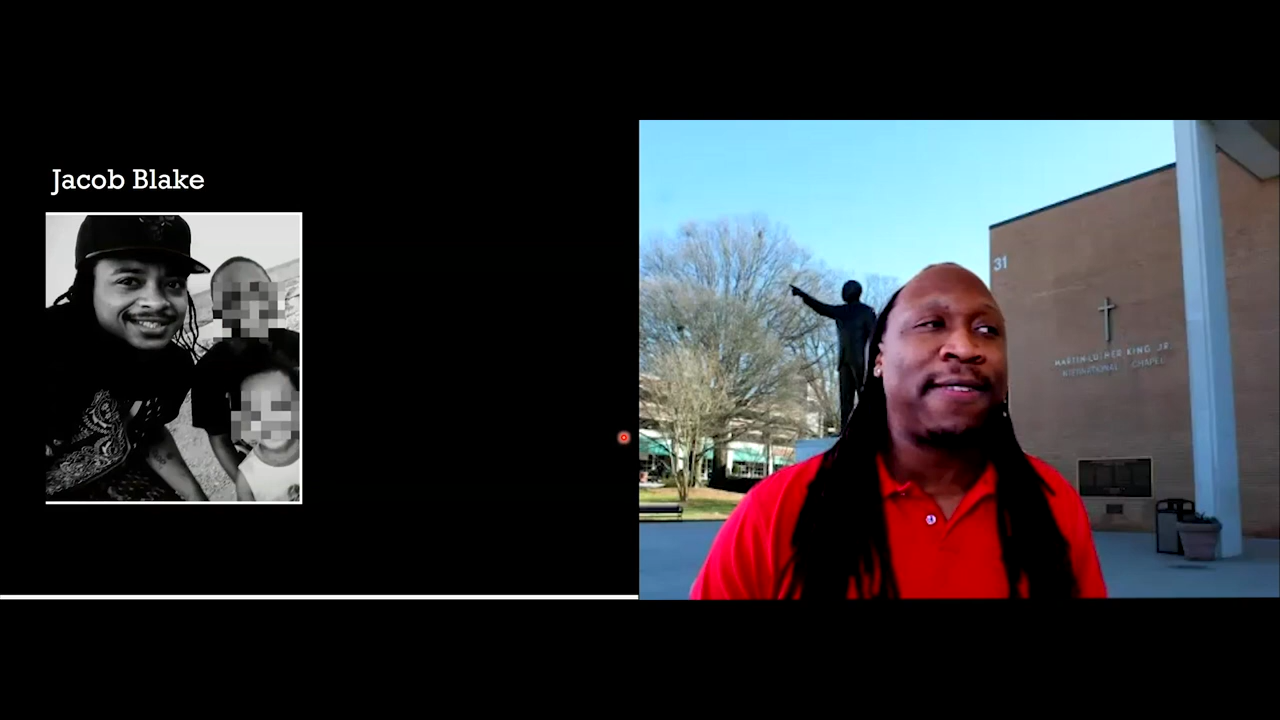 Jacob Blake
31
MARTIN LUTHER KING JR.
INTERNATIONAL CHAPEL